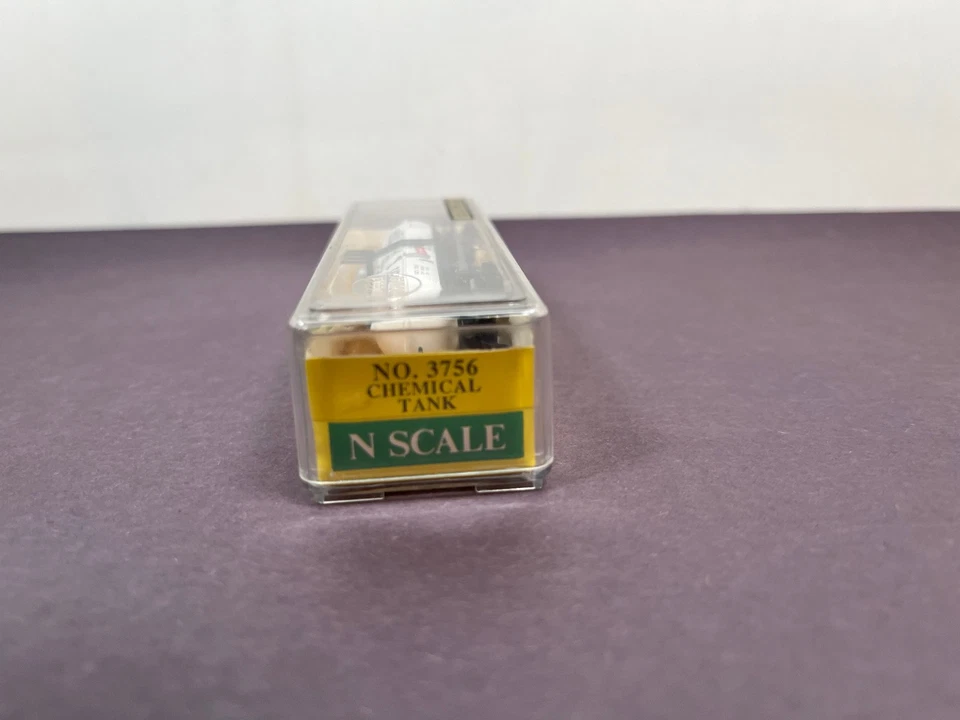 NO. 3756
CHEMICAL
TANK
N SCALE